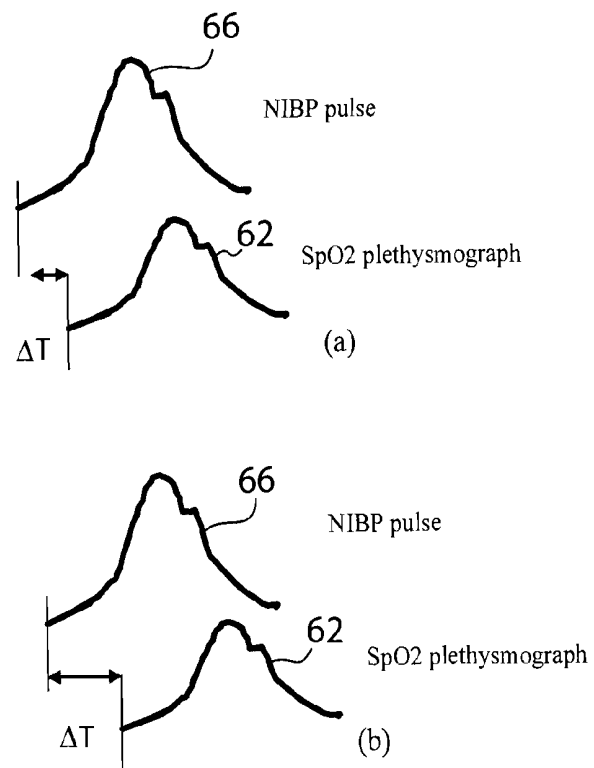 66
NIBP pulse
62
SpO2 plethysmograph
ΔT
(a)
66
NIBP pulse
62
SpO2 plethysmograph
ΔT
(b)